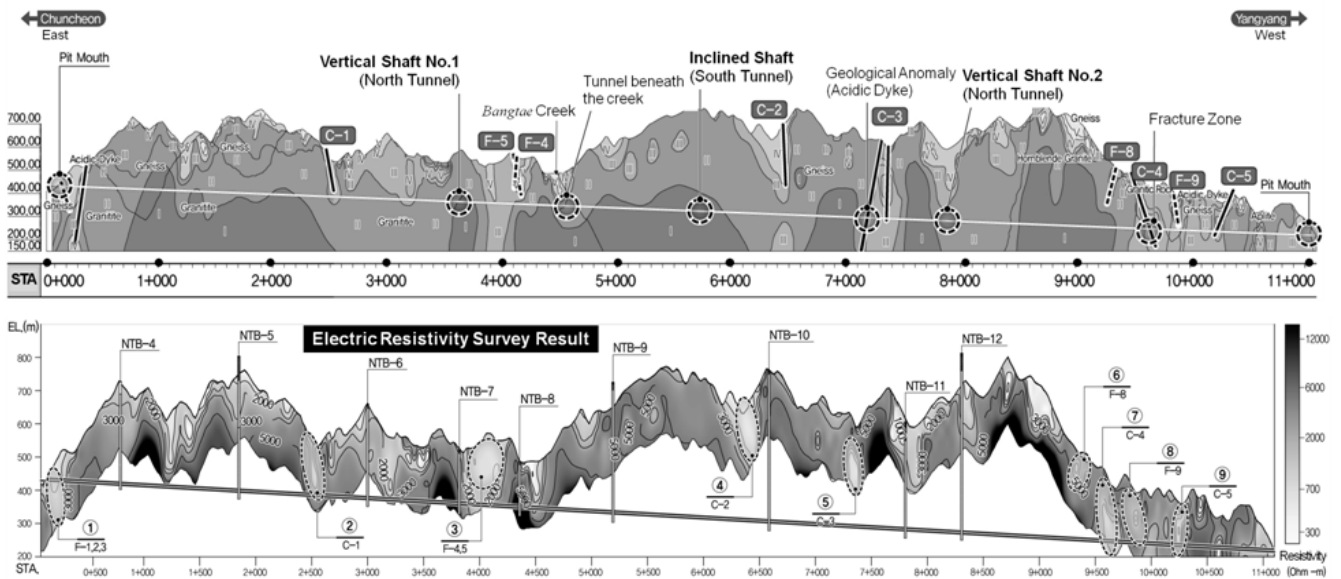 Chuncheon
East
Yangyang
West
Pit Mouth
Vertical Shaft No.1
(North Tunnel)
Bangtae Creek
Tunnel beneath
the creek
Inclined Shaft
(South Tunnel)
Geological Anomaly
(Acidic Dyke)
Vertical Shaft No.2
(North Tunnel)
Fracture Zone
C-1
F-5
F-4
C-2
C-3
F-8
C-4
F-9
C-5
Pit Mouth
700.00
600.00
500.00
400.00
300.00
200.00
150.00
Acidic Dyke
Gneiss
Gneiss
Gneiss
Granitite
Granitite
Granitite
Gneiss
Gneiss
Hornblende Granite
Acidic Dyke
Gneiss
STA
0+000
1+000
2+000
3+000
4+000
5+000
6+000
7+000
8+000
9+000
10+000
11+000
EL,(m)
Electric Resistivity Survey Result
NTB-4
NTB-5
NTB-6
NTB-7
NTB-8
NTB-9
NTB-10
NTB-11
NTB-12
800
700
600
500
400
300
200
3000
2000
3000
5000
2000
3000
3000
① F-1,2,3
② C-1
③ F-4,5
④ C-2
⑤ C-3
⑥ F-8
⑦ C-4
⑧ F-9
⑨ C-5
12000
6000
2000
700
300
Resistivity
(Ohm-m)
STA.
0+500
1+000
1+500
2+000
2+500
3+000
3+500
4+000
4+500
5+000
5+500
6+000
6+500
7+000
7+500
8+000
8+500
9+000
9+500
10+000
10+500
11+000